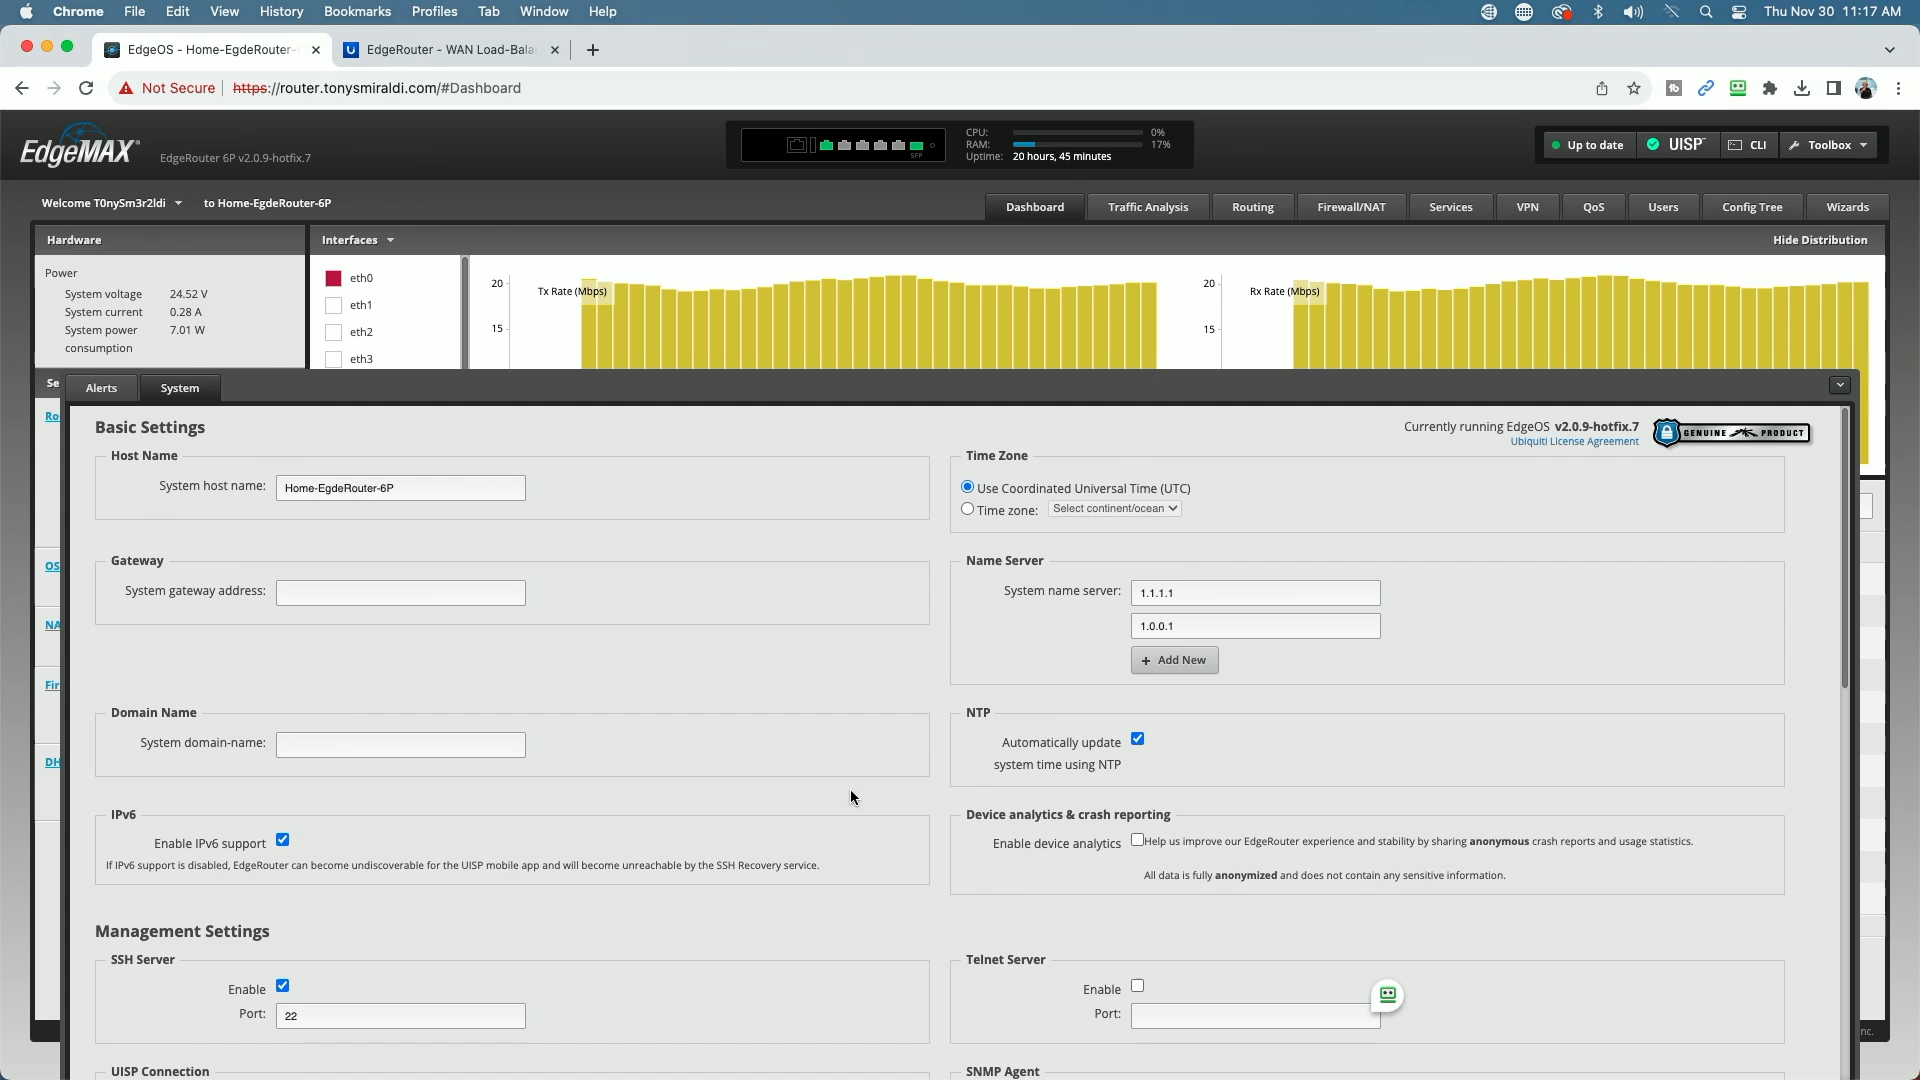 Chrome File Edit View History Bookmarks Profiles Tab Window Help Thu Nov 30 11:17 AM
EdgeOS - Home-EgdeRouter- EdgeRouter - WAN Load-Bala
Not Secure https://router.tonysmiraldi.com/#Dashboard
EdgeMAX EdgeRouter 6P v2.0.9-hotfix.7
SFP
CPU: 0%
RAM: 17%
Uptime: 20 hours, 45 minutes
Up to date UISP CLI Toolbox
Welcome T0nySm3r2ldi to Home-EgdeRouter-6P
Dashboard Traffic Analysis Routing Firewall/NAT Services VPN QoS Users Config Tree Wizards
Hardware Interfaces Hide Distribution
Power
System voltage 24.52 V
System current 0.28 A
System power 7.01 W
consumption
eth0
eth1
eth2
eth3
20 Tx Rate (Mbps)
15
20 Rx Rate (Mbps)
15
Se
Ro
OS
NA
Fir
DH
Alerts System
Basic Settings
Currently running EdgeOS v2.0.9-hotfix.7
Ubiquiti License Agreement
GENUINE PRODUCT
Host Name
System host name: Home-EgdeRouter-6P
Time Zone
Use Coordinated Universal Time (UTC)
Time zone: Select continent/ocean
Gateway
System gateway address:
Name Server
System name server: 1.1.1.1
1.0.0.1
+ Add New
Domain Name
System domain-name:
NTP
Automatically update
system time using NTP
IPv6
Enable IPv6 support
If IPv6 support is disabled, EdgeRouter can become undiscoverable for the UISP mobile app and will become unreachable by the SSH Recovery service.
Device analytics & crash reporting
Enable device analytics Help us improve our EdgeRouter experience and stability by sharing anonymous crash reports and usage statistics.
All data is fully anonymized and does not contain any sensitive information.
Management Settings
SSH Server
Enable
Port: 22
Telnet Server
Enable
Port:
nc.
UISP Connection
SNMP Agent